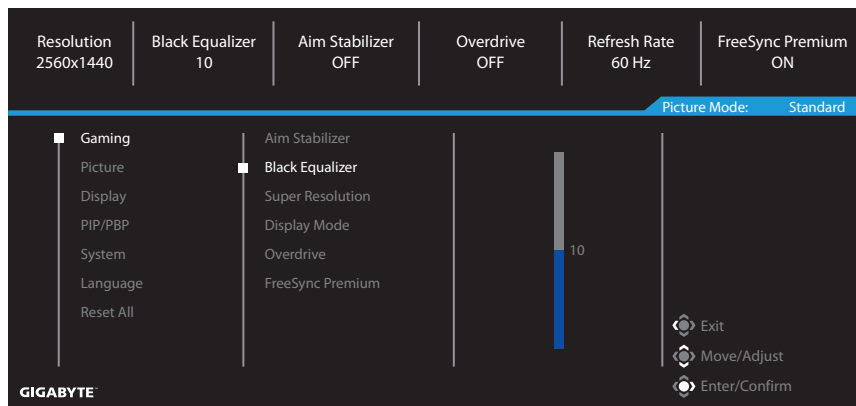 Resolution
2560x1440
Black Equalizer
10
Aim Stabilizer
OFF
Overdrive
OFF
Refresh Rate
60 Hz
FreeSync Premium
ON
Picture Mode: Standard
Gaming
Picture
Display
PIP/PBP
System
Language
Reset All
Aim Stabilizer
Black Equalizer
Super Resolution
Display Mode
Overdrive
FreeSync Premium
10
Exit
Move/Adjust
Enter/Confirm
GIGABYTE™